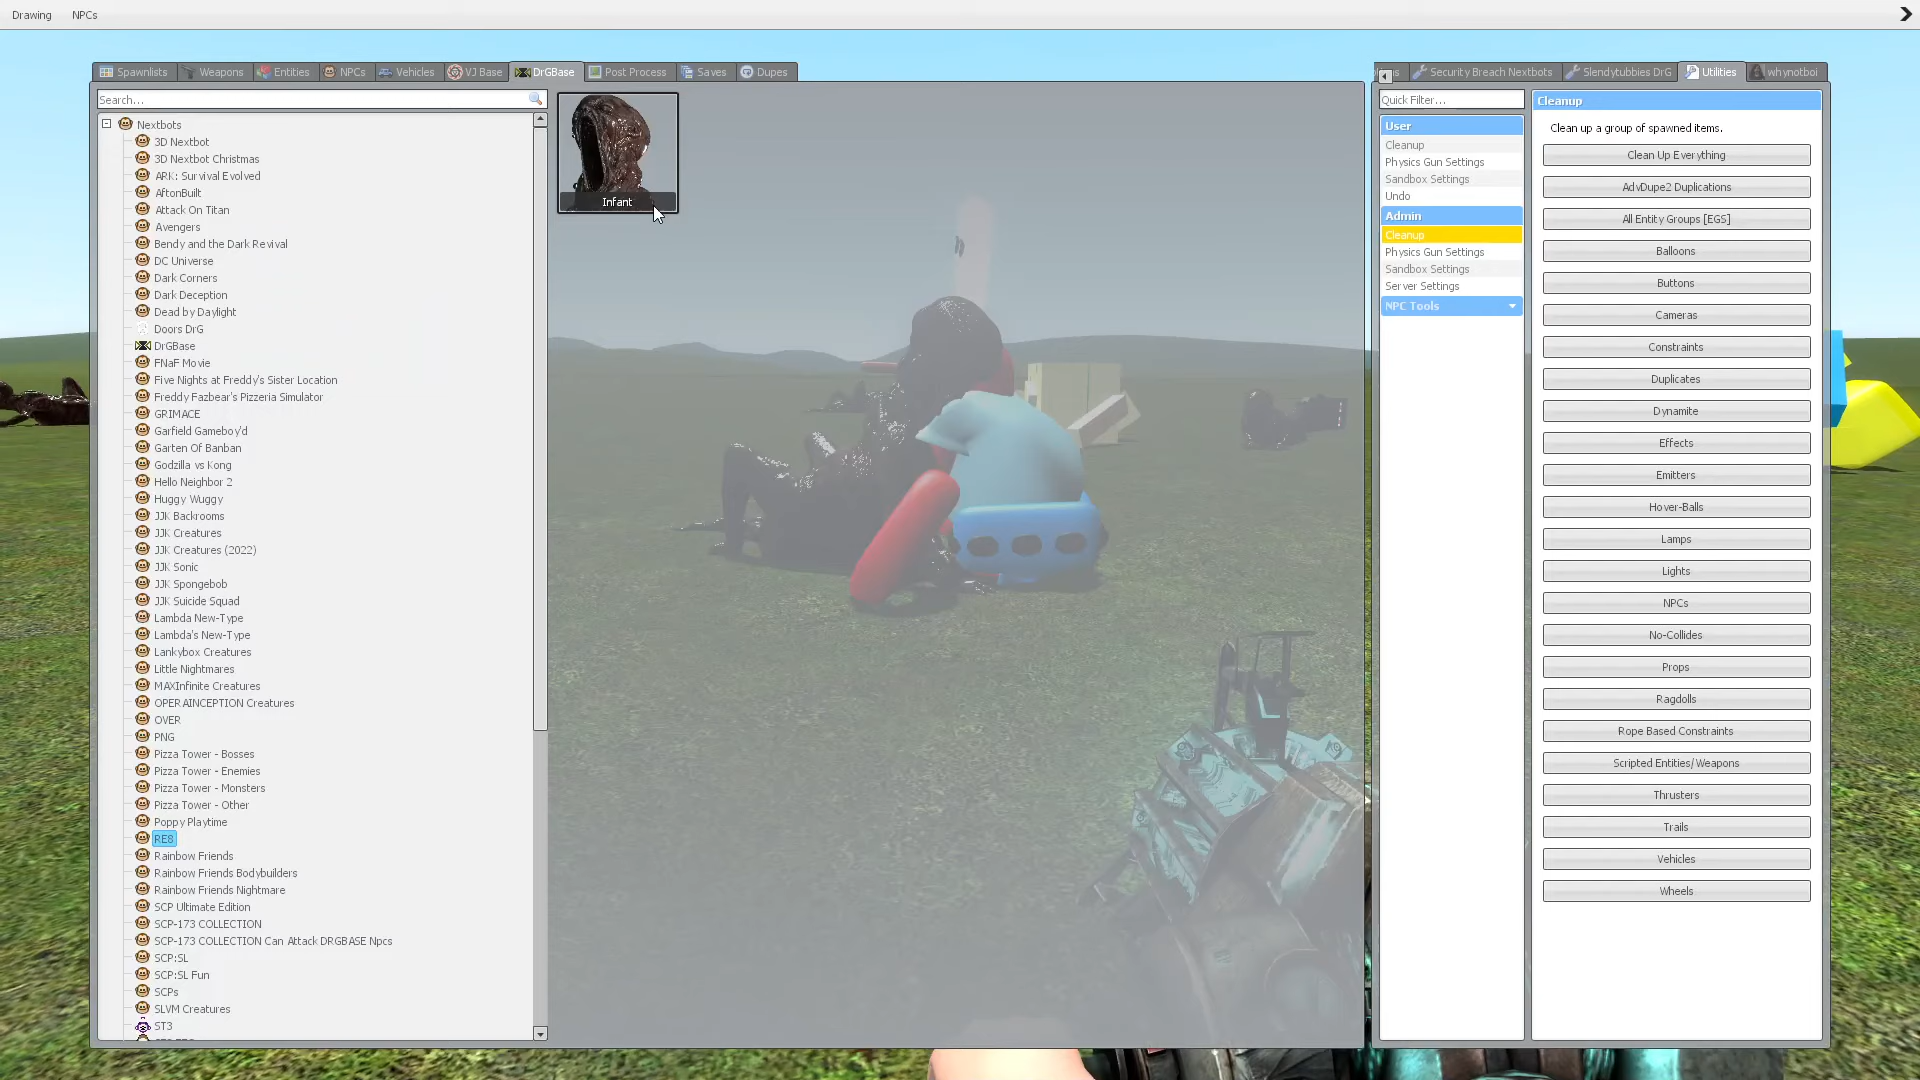 Drawing NPCs
Spawnlists Weapons Entities NPCs Vehicles VJ Base DrGBase Post Process Saves Dupes
Search...
Nextbots
3D Nextbot
3D Nextbot Christmas
ARK: Survival Evolved
AftonBuilt
Attack On Titan
Avengers
Bendy and the Dark Revival
DC Universe
Dark Corners
Dark Deception
Dead by Daylight
Doors DrG
DrGBase
FNaF Movie
Five Nights at Freddy's Sister Location
Freddy Fazbear's Pizzeria Simulator
GRIMACE
Garfield Gameboy'd
Garten Of Banban
Godzilla vs Kong
Hello Neighbor 2
Huggy Wuggy
JJK Backrooms
JJK Creatures
JJK Creatures (2022)
JJK Sonic
JJK Spongebob
JJK Suicide Squad
Lambda New-Type
Lambda's New-Type
Lankybox Creatures
Little Nightmares
MAXInfinite Creatures
OPERAINCEPTION Creatures
OVER
PNG
Pizza Tower - Bosses
Pizza Tower - Enemies
Pizza Tower - Monsters
Pizza Tower - Other
Poppy Playtime
RE8
Rainbow Friends
Rainbow Friends Bodybuilders
Rainbow Friends Nightmare
SCP Ultimate Edition
SCP-173 COLLECTION
SCP-173 COLLECTION Can Attack DRGBASE Npcs
SCP:SL
SCP:SL Fun
SCPs
SLVM Creatures
ST3
Infant
Security Breach Nextbots Slendytubbies DrG Utilities whynotboi
Quick Filter...
User
Cleanup
Physics Gun Settings
Sandbox Settings
Undo
Admin
Cleanup
Physics Gun Settings
Sandbox Settings
Server Settings
NPC Tools
Cleanup
Clean up a group of spawned items.
Clean Up Everything
AdvDupe2 Duplications
All Entity Groups [EGS]
Balloons
Buttons
Cameras
Constraints
Duplicates
Dynamite
Effects
Emitters
Hover-Balls
Lamps
Lights
NPCs
No-Collides
Props
Ragdolls
Rope Based Constraints
Scripted Entities/Weapons
Thrusters
Trails
Vehicles
Wheels